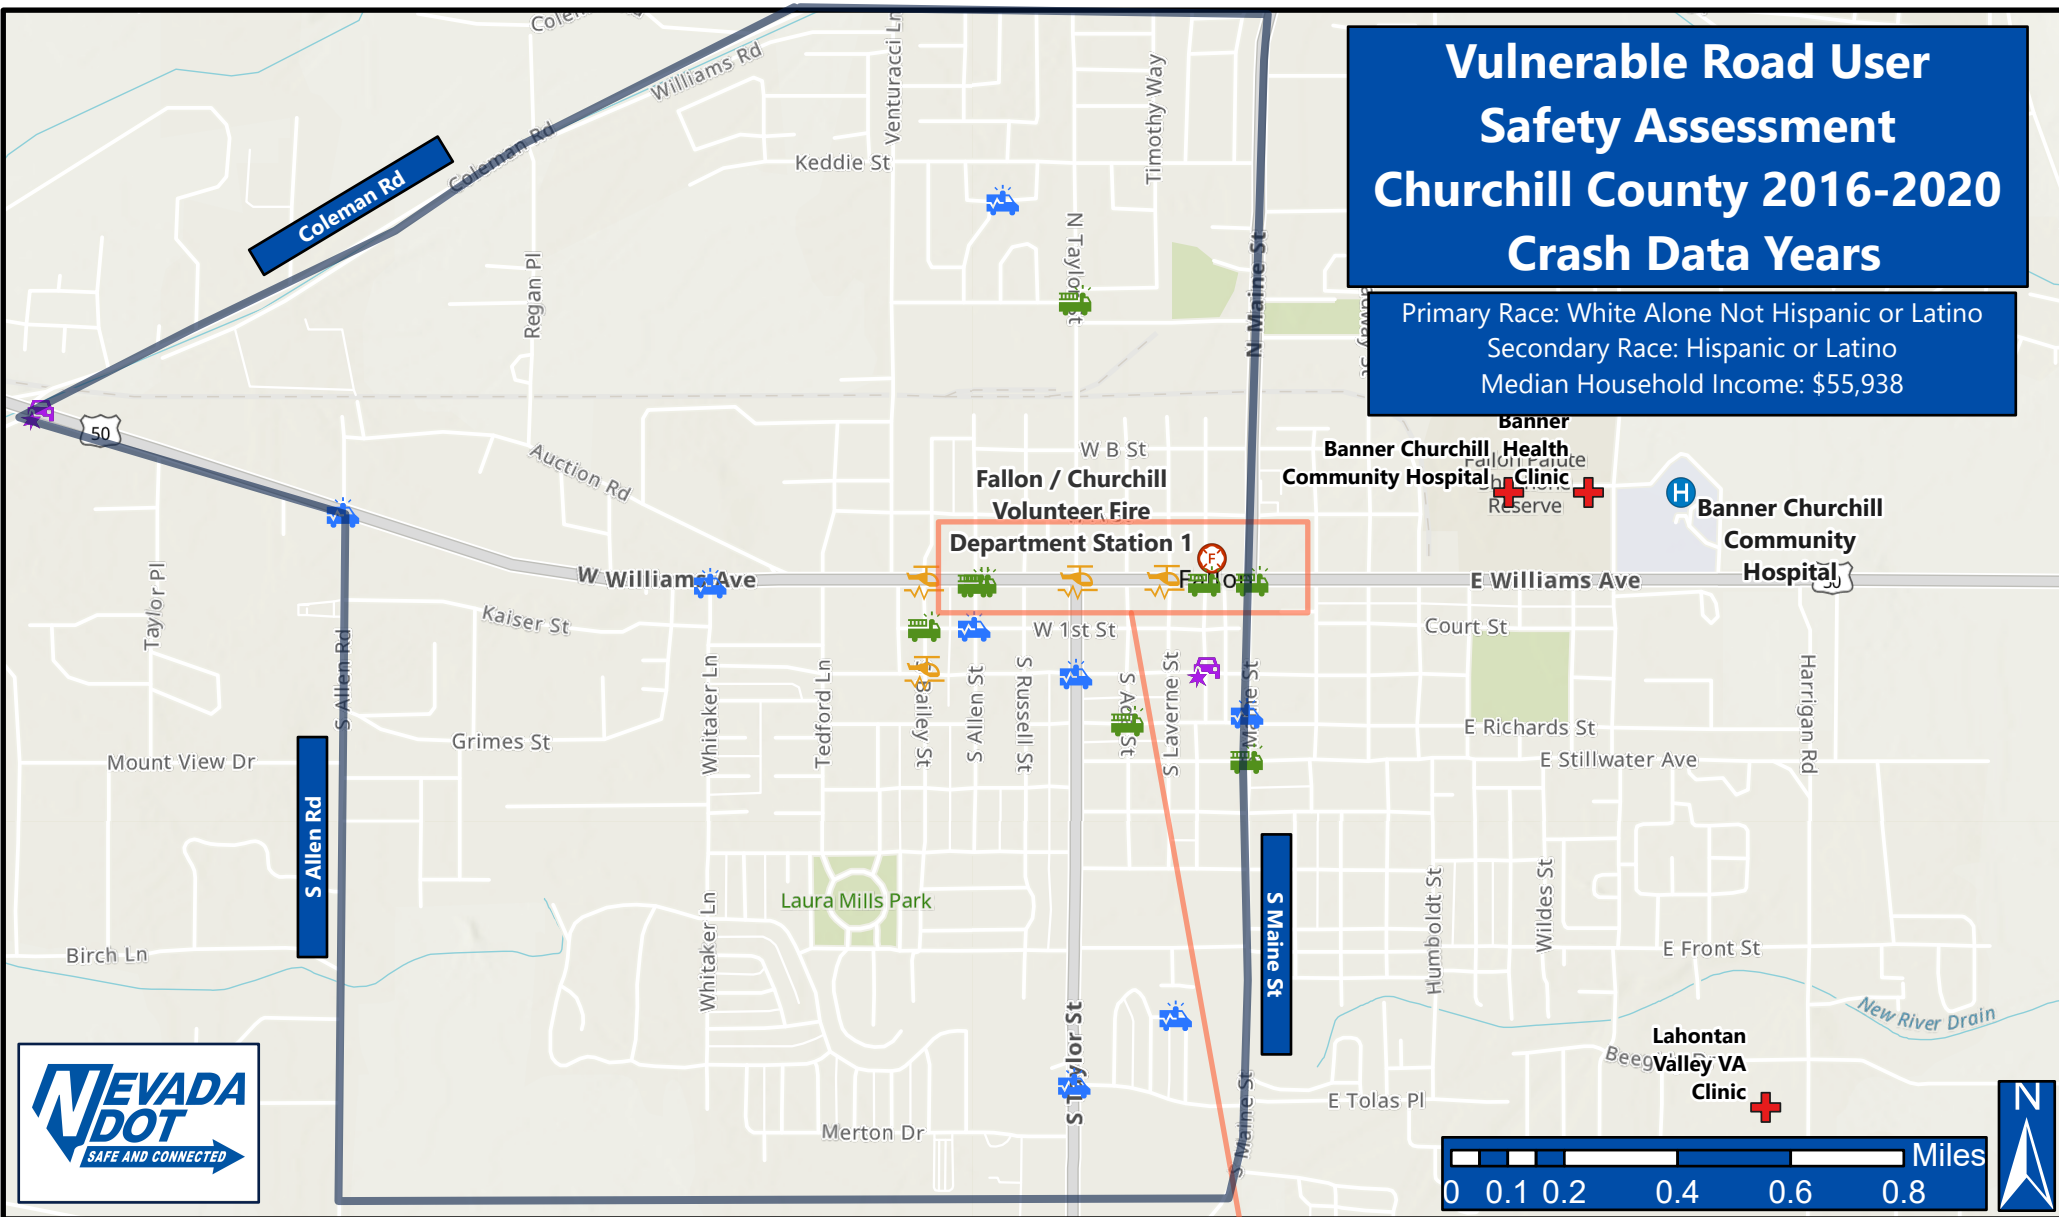 Vulnerable Road User
Safety Assessment
Churchill County 2016-2020
Crash Data Years
Primary Race: White Alone Not Hispanic or Latino
Secondary Race: Hispanic or Latino
Median Household Income: $55,938
Williams Rd
Venturacci Ln
Timothy Way
Keddie St
Coleman Rd
Coleman Rd
Regan Pl
N Taylor St
N Maine St
50
Auction Rd
W B St
Banner
Health
Clinic
Banner Churchill
Community Hospital
Reserve
H
Banner Churchill
Community
Hospital
Fallon / Churchill
Volunteer Fire
Department Station 1
F
Fallon
W Williams Ave
E Williams Ave
50
Taylor Pl
Kaiser St
W 1st St
Court St
S Allen Rd
Whitaker Ln
Tedford Ln
S Bailey St
S Allen St
S Russell St
S Laverne St
Harrigan Rd
Grimes St
Mount View Dr
E Richards St
E Stillwater Ave
S Allen Rd
Laura Mills Park
S Maine St
Humboldt St
Wildes St
Whitaker Ln
Birch Ln
E Front St
New River Drain
S Taylor St
S Maine St
Lahontan
Valley VA
Clinic
E Tolas Pl
Merton Dr
NEVADA
DOT
SAFE AND CONNECTED
Miles
0 0.1 0.2 0.4 0.6 0.8
N